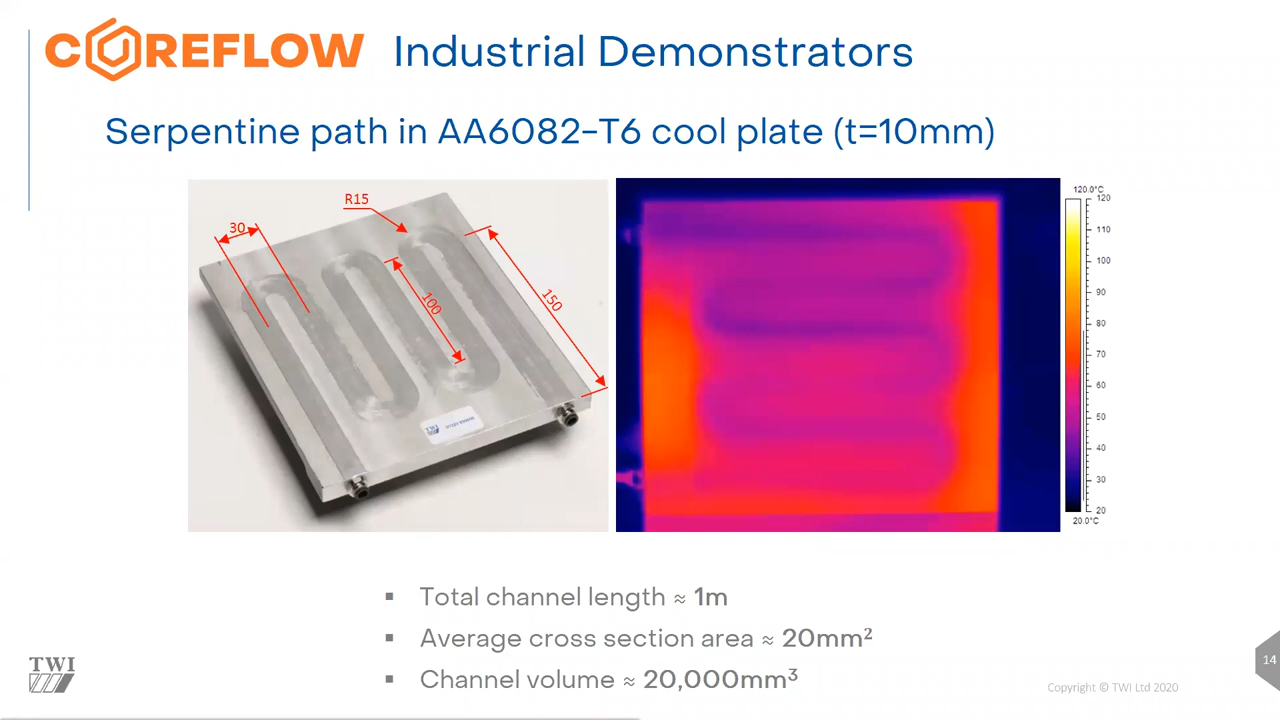 COREFLOW Industrial Demonstrators
Serpentine path in AA6082-T6 cool plate (t=10mm)
R15
30
100
150
TWI
120.0°C
120
110
100
90
80
70
60
50
40
30
20
20.0°C
▪ Total channel length ≈ 1m
▪ Average cross section area ≈ 20mm²
▪ Channel volume ≈ 20,000mm³
TWI
Copyright © TWI Ltd 2020
14